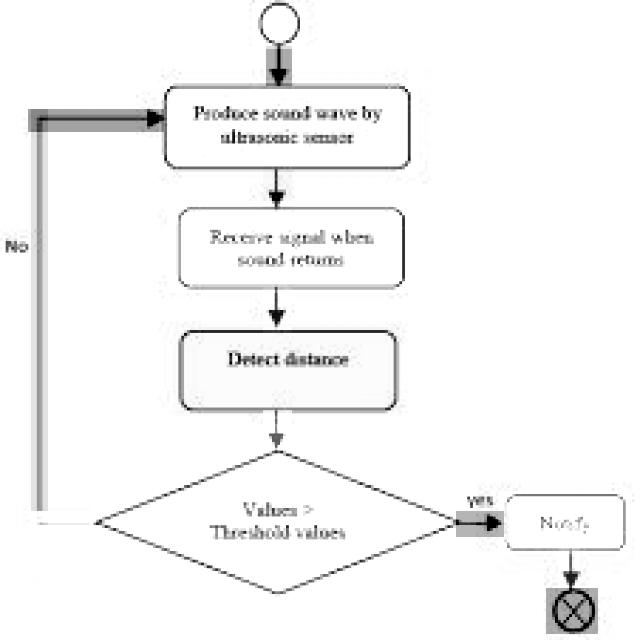 Produce sound wave by
ultrasonic sensor
No
Receive signal when
sound returns
Detect distance
Values >
Threshold values
yes
Notify